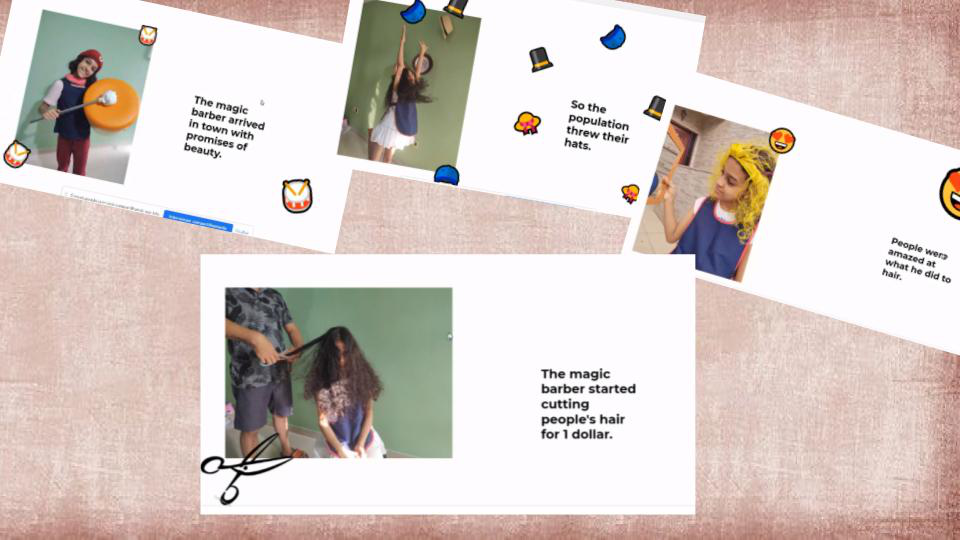 The magic
barber arrived
in town with
promises of
beauty.
So the
population
threw their
hats.
People were
amazed at
what he did to
hair.
The magic
barber started
cutting
people's hair
for 1 dollar.